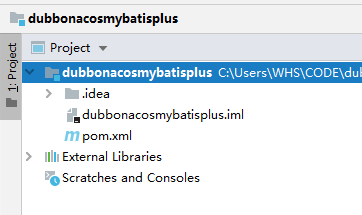 dubbonacosmybatisplus
Project
1: Project
dubbonacosmybatisplus C:\Users\WHS\CODE\dub
.idea
dubbonacosmybatisplus.iml
pom.xml
External Libraries
Scratches and Consoles